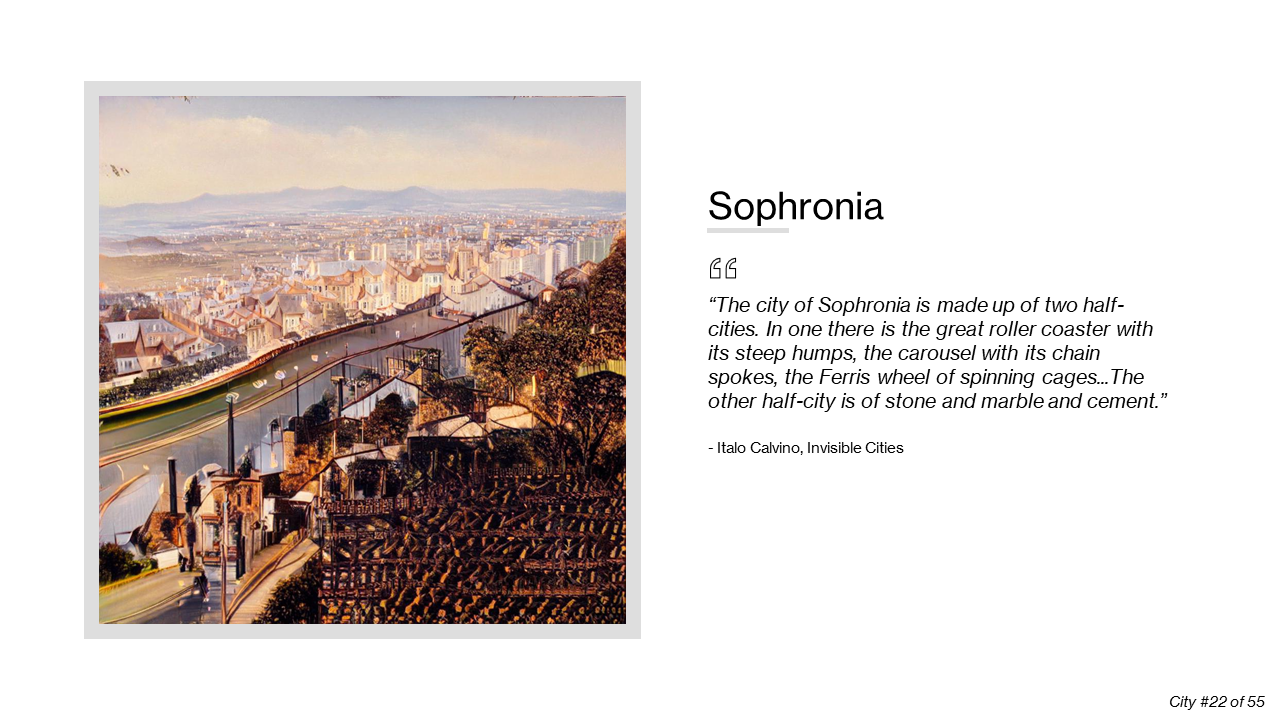 Sophronia
“The city of Sophronia is made up of two half-
cities. In one there is the great roller coaster with
its steep humps, the carousel with its chain
spokes, the Ferris wheel of spinning cages...The
other half-city is of stone and marble and cement.”
- Italo Calvino, Invisible Cities
City #22 of 55